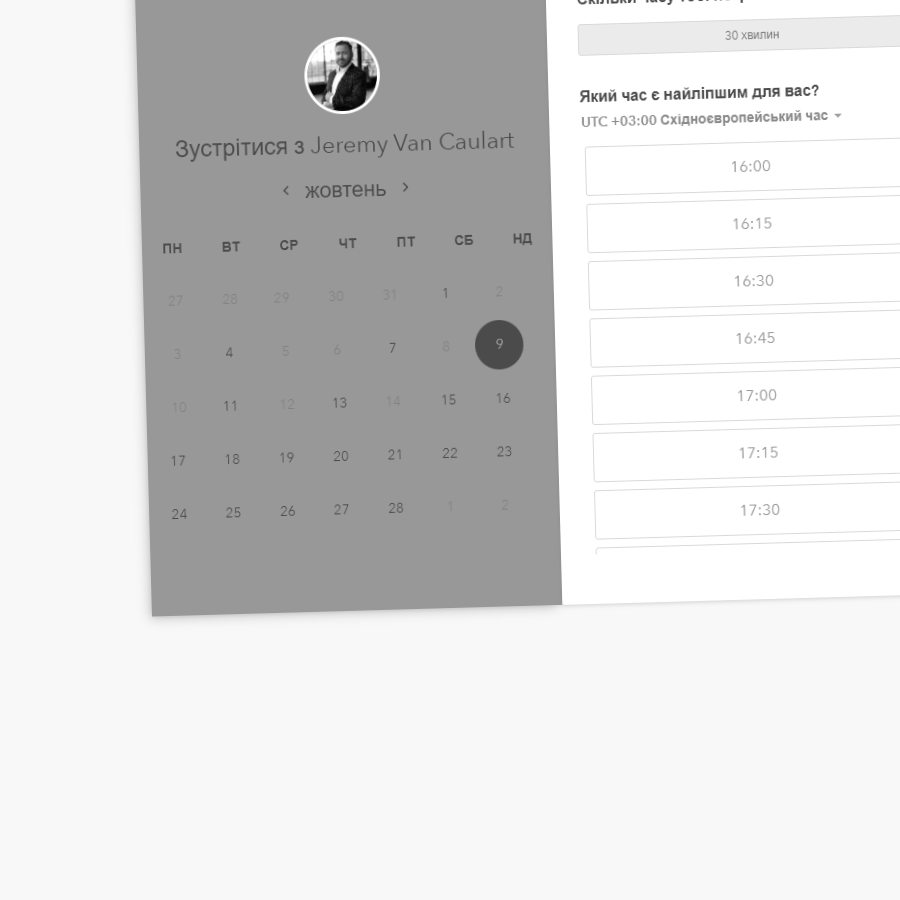 Зустрітися з Jeremy Van Caulart
‹ жовтень ›
ПН ВТ СР ЧТ ПТ СБ НД
27 28 29 30 31 1 2
3 4 5 6 7 8 9
10 11 12 13 14 15 16
17 18 19 20 21 22 23
24 25 26 27 28 1 2
30 хвилин
Який час є найліпшим для вас?
UTC +03:00 Східноєвропейський час
16:00
16:15
16:30
16:45
17:00
17:15
17:30